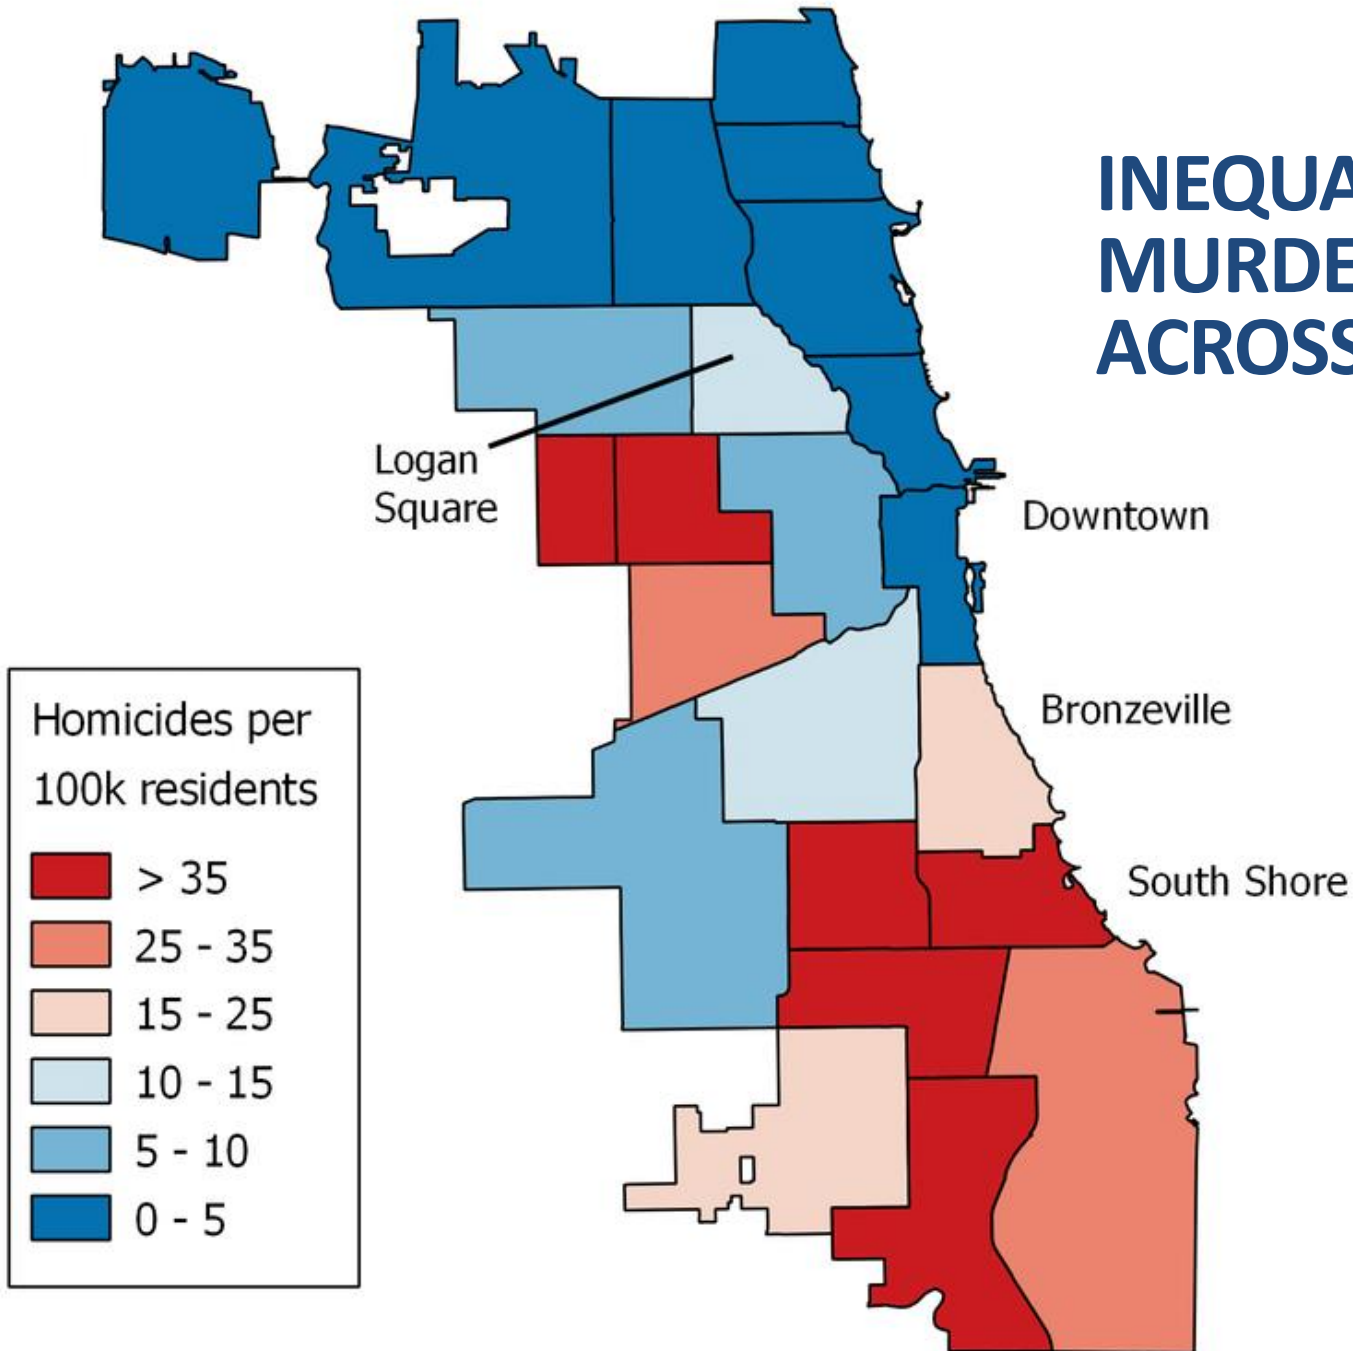 INEQUA
MURDE
ACROSS
Logan
Square
Downtown
Bronzeville
South Shore
Homicides per
100k residents
> 35
25 - 35
15 - 25
10 - 15
5 - 10
0 - 5